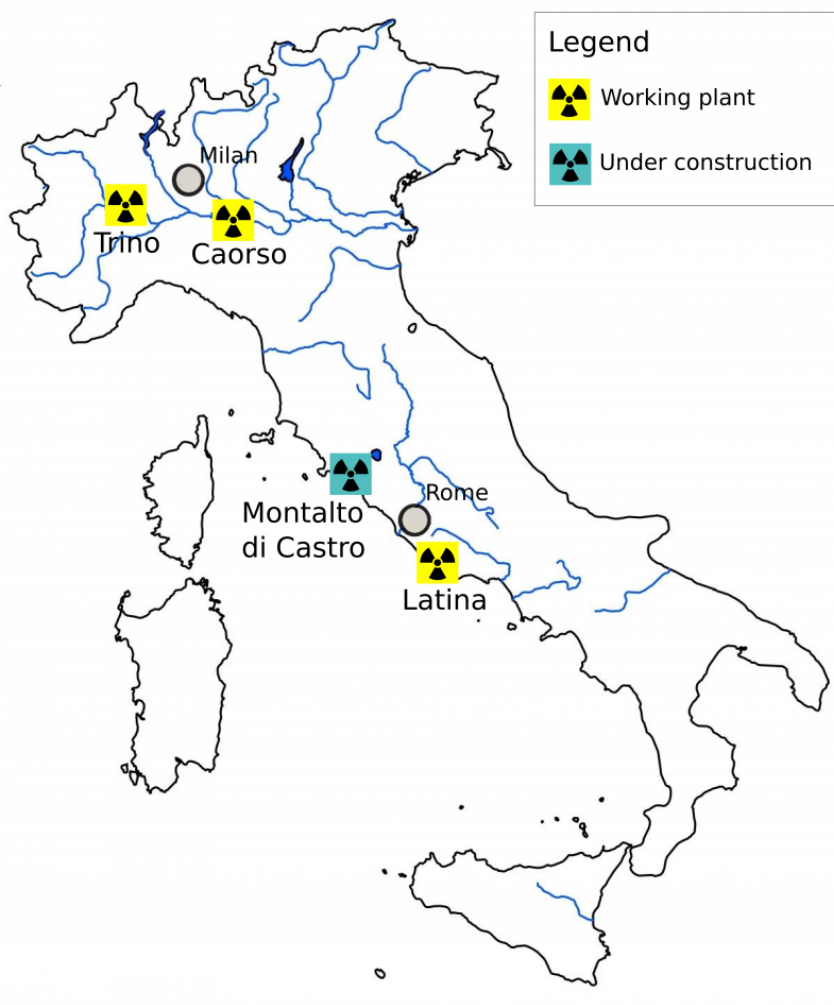 Legend
Working plant
Under construction
Milan
Trino
Caorso
Rome
Montalto
di Castro
Latina